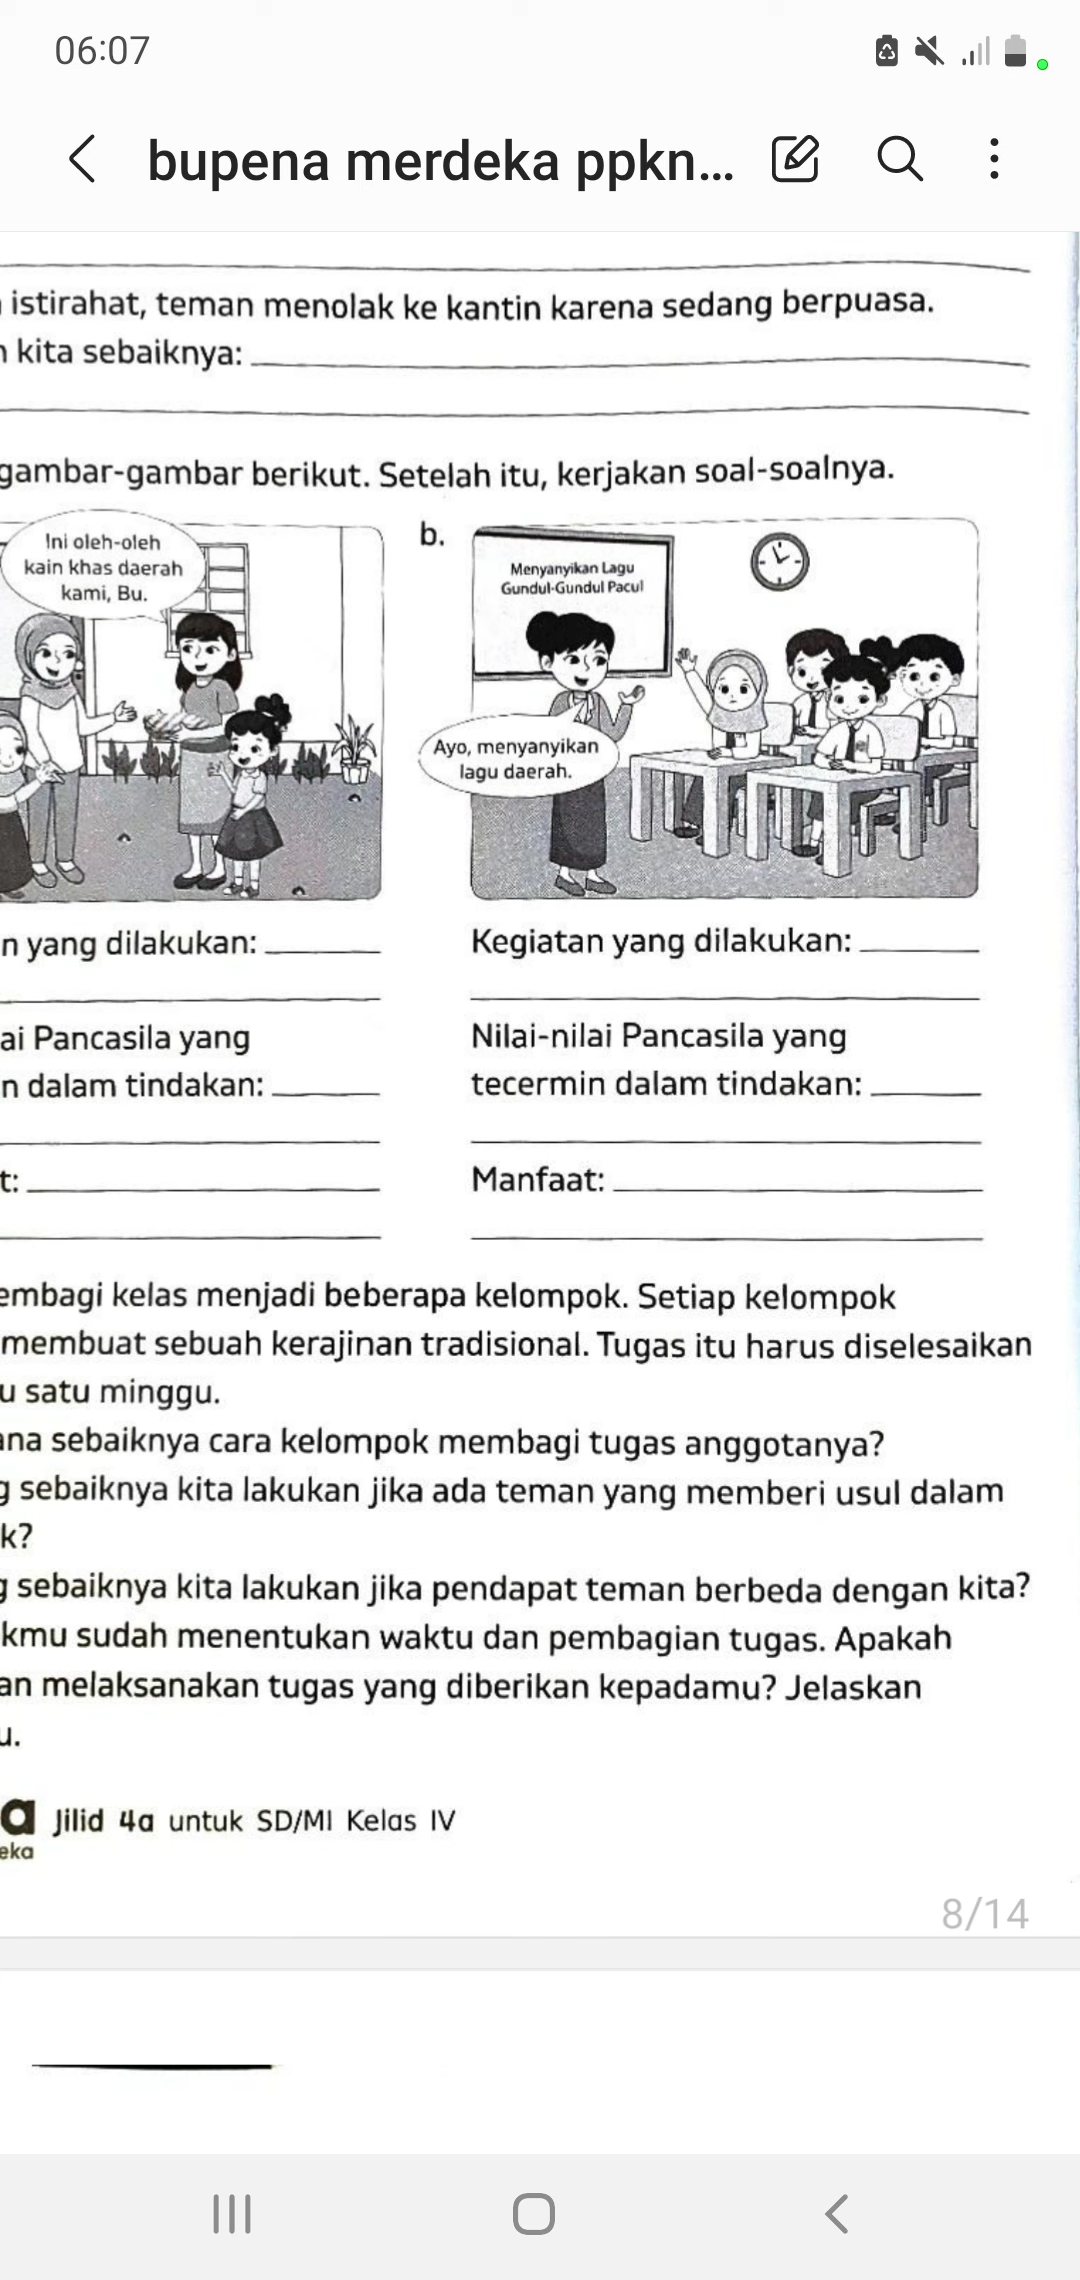 06:07
bupena merdeka ppkn...
istirahat, teman menolak ke kantin karena sedang berpuasa.
kita sebaiknya:
gambar-gambar berikut. Setelah itu, kerjakan soal-soalnya.
Ini oleh-oleh
kain khas daerah
kami, Bu.
b.
Menyanyikan Lagu
Gundul-Gundul Pacul
Ayo, menyanyikan
lagu daerah.
n yang dilakukan:
ai Pancasila yang
n dalam tindakan:
t:
Kegiatan yang dilakukan:
Nilai-nilai Pancasila yang
tecermin dalam tindakan:
Manfaat:
embagi kelas menjadi beberapa kelompok. Setiap kelompok
membuat sebuah kerajinan tradisional. Tugas itu harus diselesaikan
u satu minggu.
ana sebaiknya cara kelompok membagi tugas anggotanya?
g sebaiknya kita lakukan jika ada teman yang memberi usul dalam
k?
g sebaiknya kita lakukan jika pendapat teman berbeda dengan kita?
kmu sudah menentukan waktu dan pembagian tugas. Apakah
an melaksanakan tugas yang diberikan kepadamu? Jelaskan
u.
a Jilid 4a untuk SD/MI Kelas IV
eka
8/14